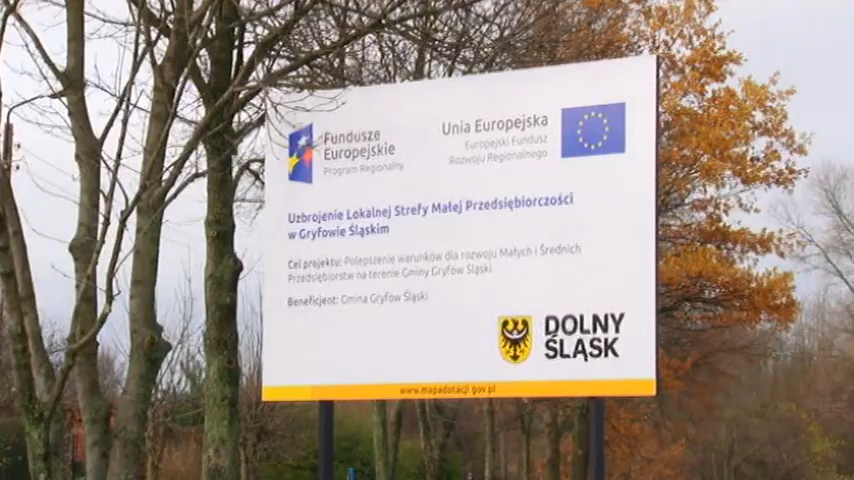 Fundusze
Europejskie
Program Regionalny
Unia Europejska
Europejski Fundusz
Rozwoju Regionalnego
Uzbrojenie Lokalnej Strefy Małej Przedsiębiorczości
w Gryfowie Śląskim
Cel projektu: Polepszenie warunków dla rozwoju Małych i Średnich
Przedsiębiorstw na terenie Gminy Gryfów Śląski
Beneficjent: Gmina Gryfów Śląski
DOLNY
ŚLĄSK
www.mapadotacji.gov.pl